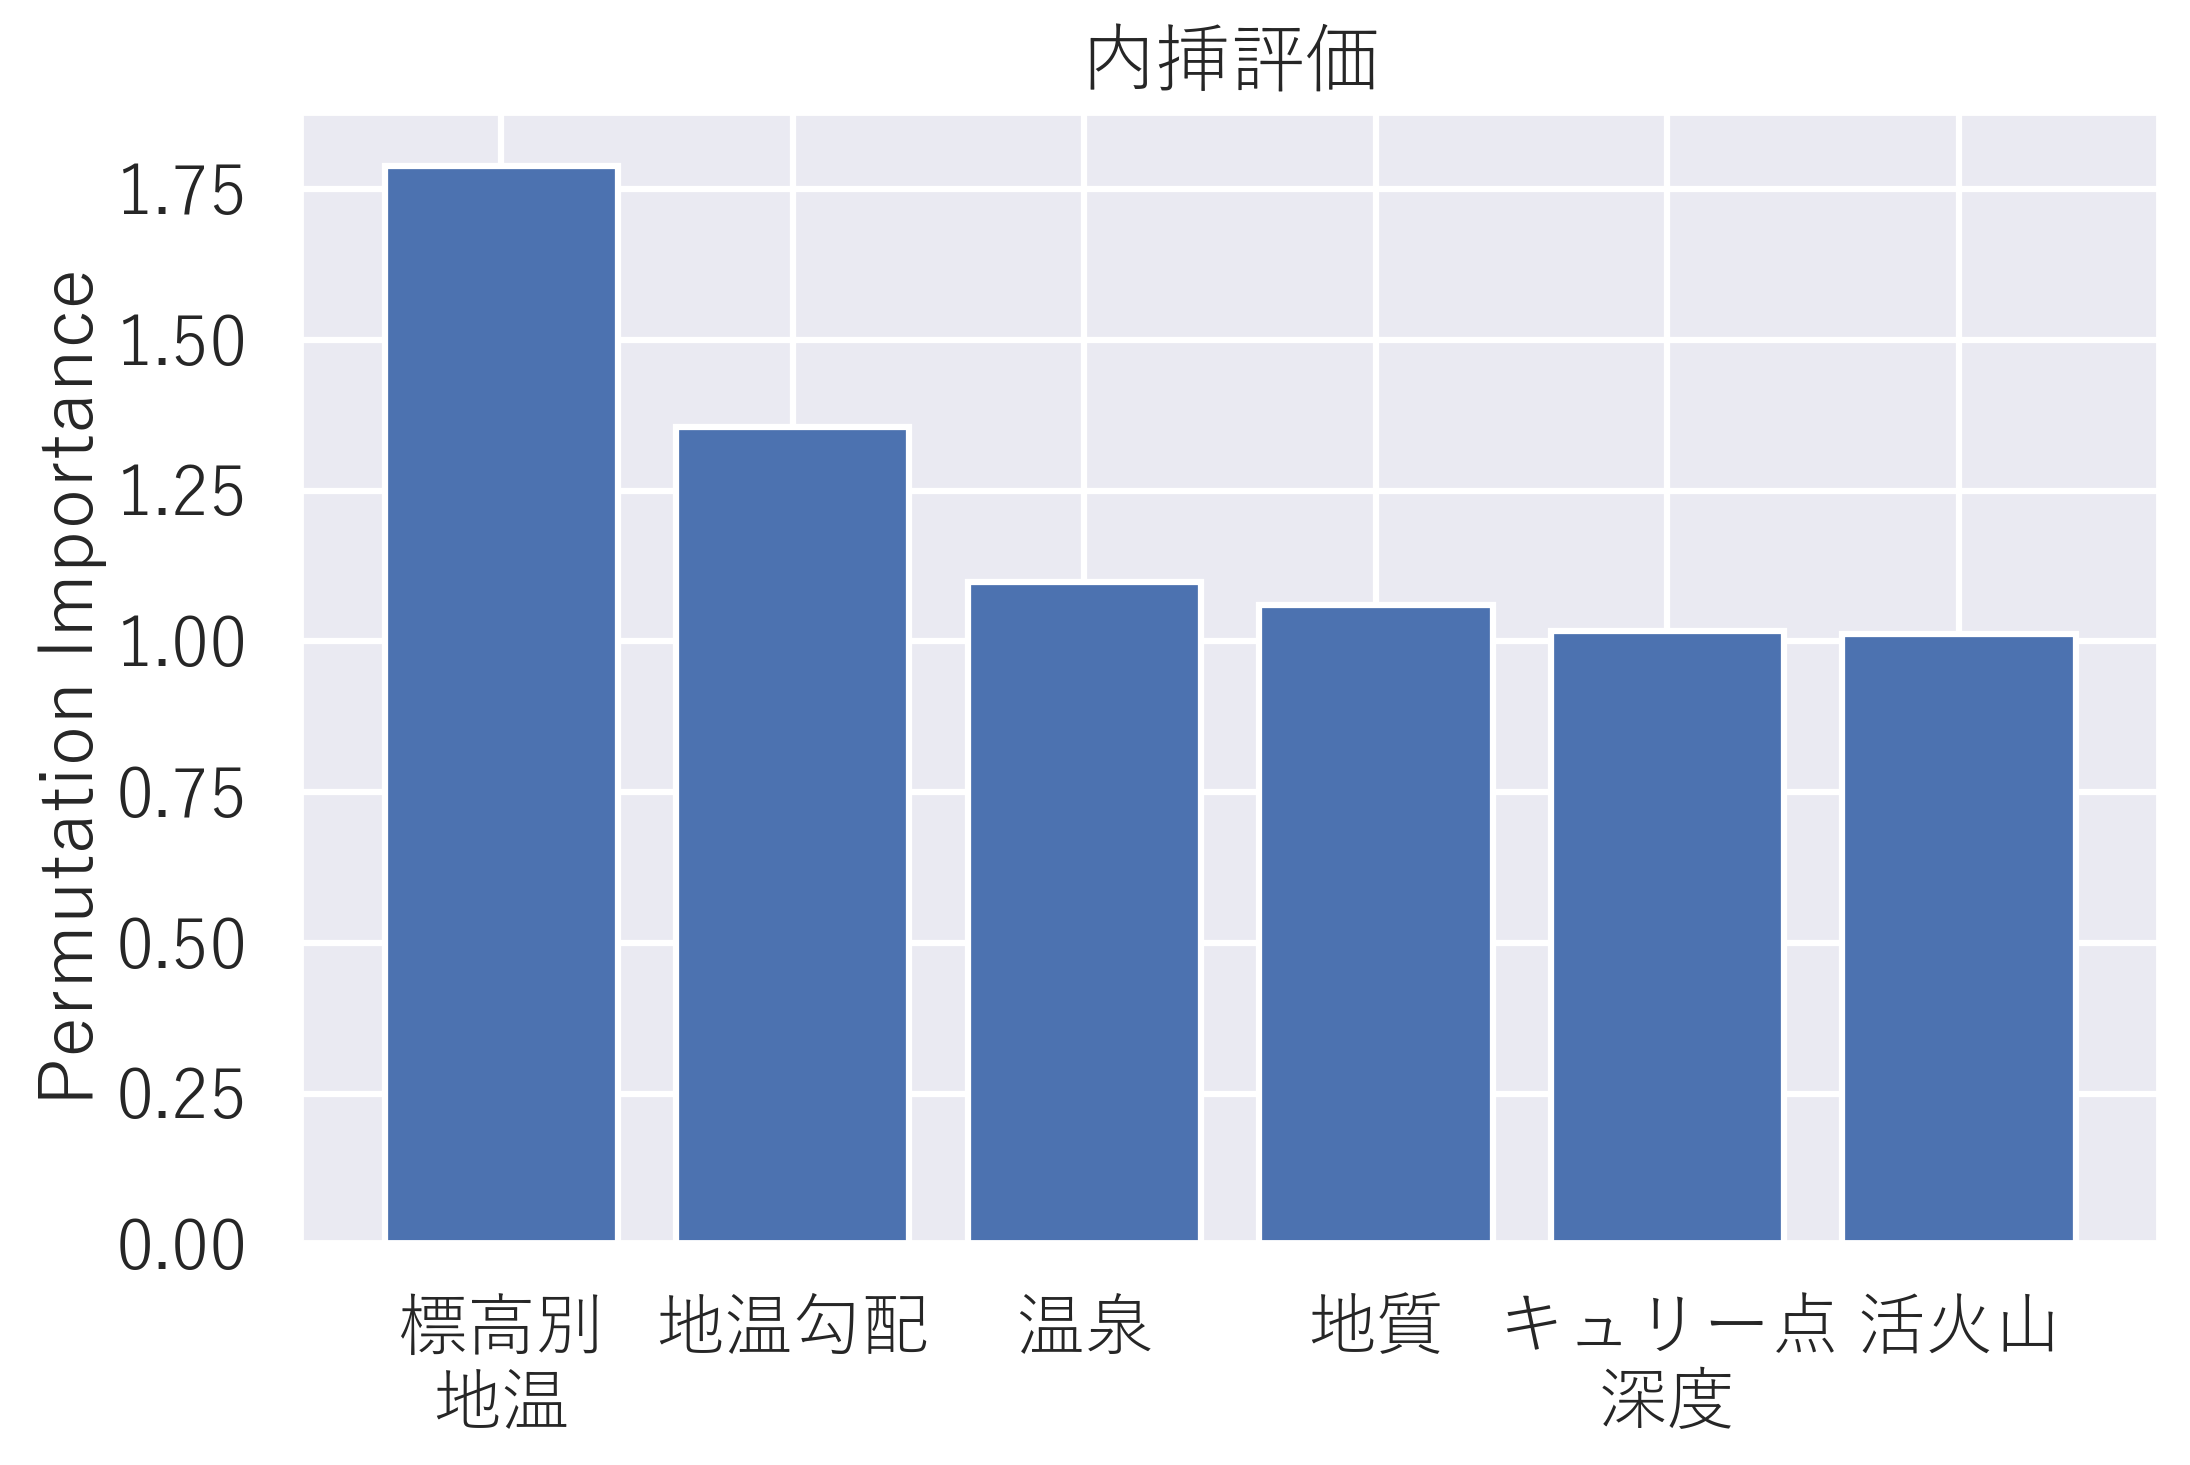 内挿評価
Permutation Importance
1.75
1.50
1.25
1.00
0.75
0.50
0.25
0.00
標高別
地温
地温勾配
温泉
地質
キュリー点
深度
活火山